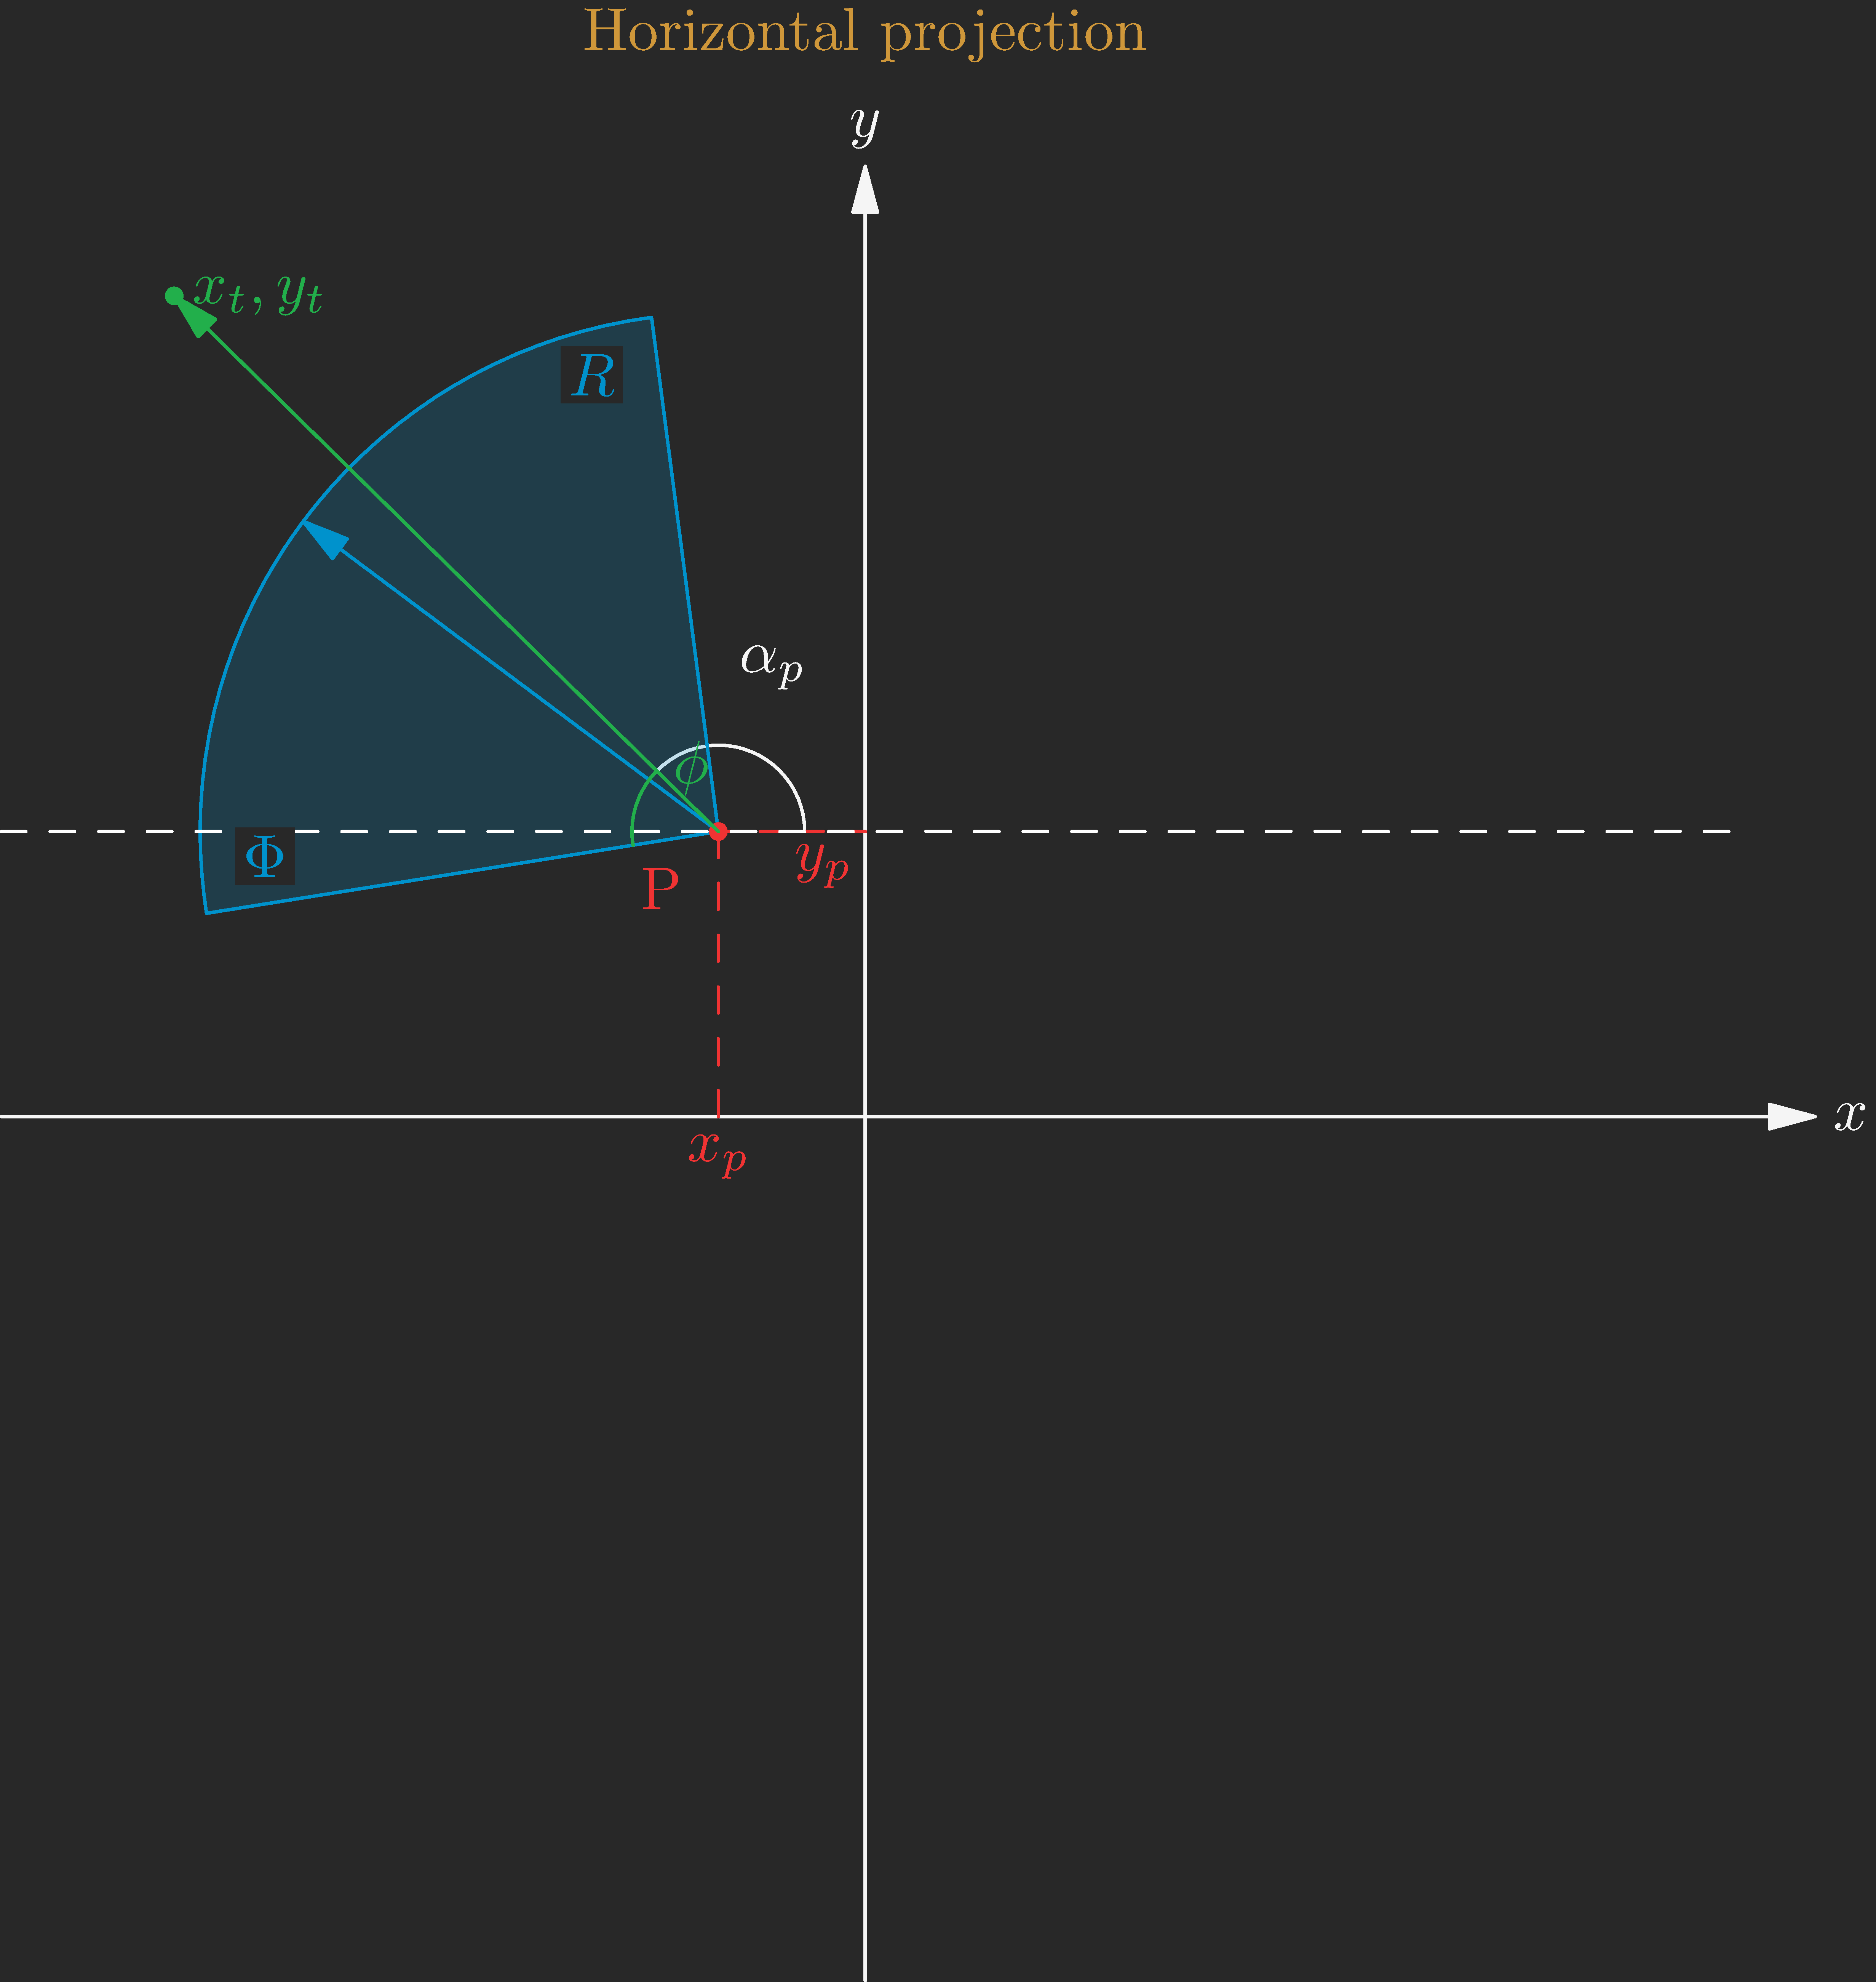 Horizontal projection
y
x_t, y_t
R
α_p
ϕ
y_p
Φ
P
x
x_p